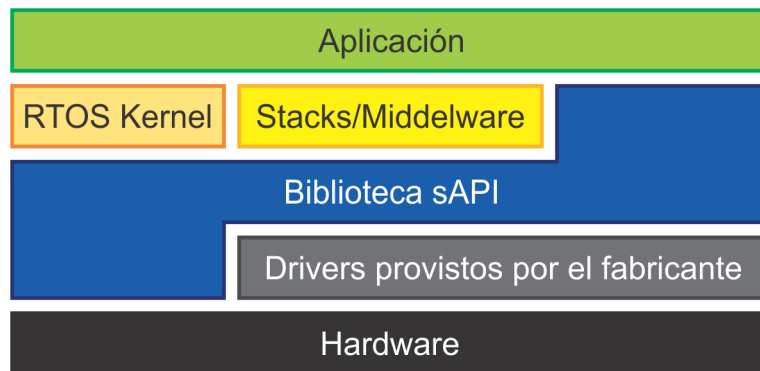 Aplicación
RTOS Kernel
Stacks/Middelware
Biblioteca sAPI
Drivers provistos por el fabricante
Hardware